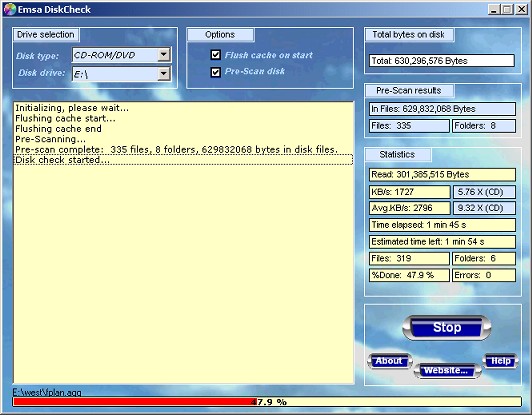 Emsa DiskCheck
Drive selection
Disk type: CD-ROM/DVD
Disk drive: E:\
Options
Flush cache on start
Pre-Scan disk
Total bytes on disk
Total: 630,296,576 Bytes
Pre-Scan results
In Files: 629,832,068 Bytes
Files: 335 Folders: 8
Initializing, please wait...
Flushing cache start...
Flushing cache end
Pre-Scanning...
Pre-scan complete: 335 files, 8 folders, 629832068 bytes in disk files.
Disk check started...
Statistics
Read: 301,385,515 Bytes
KB/s: 1727 5.76 X (CD)
Avg.KB/s: 2796 9.32 X (CD)
Time elapsed: 1 min 45 s
Estimated time left: 1 min 54 s
Files: 319 Folders: 6
%Done: 47.9 % Errors: 0
Stop
About Website... Help
E:\west\fplan.agg
47.9 %